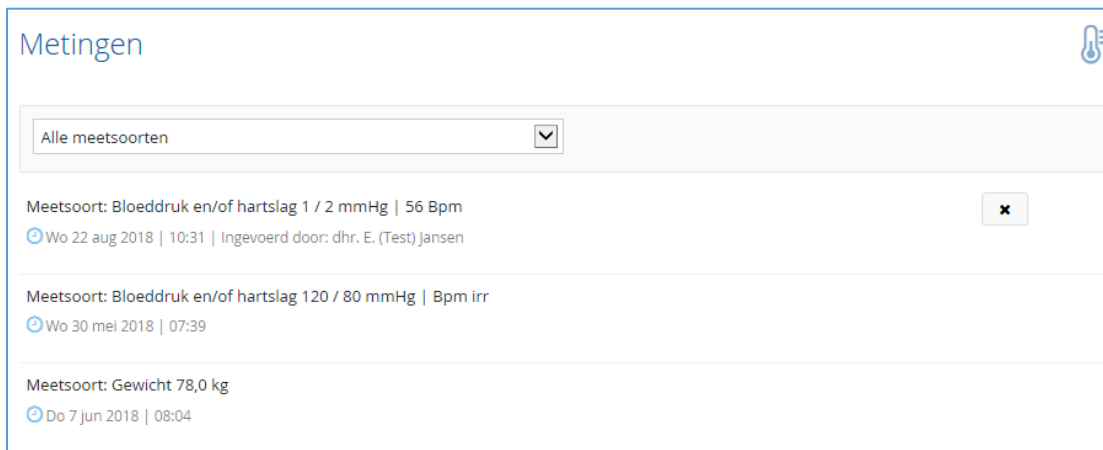 Metingen
Alle meetsoorten
Meetsoort: Bloeddruk en/of hartslag 1 / 2 mmHg | 56 Bpm
Wo 22 aug 2018 | 10:31 | Ingevoerd door: dhr. E. (Test) Jansen
Meetsoort: Bloeddruk en/of hartslag 120 / 80 mmHg | Bpm irr
Wo 30 mei 2018 | 07:39
Meetsoort: Gewicht 78,0 kg
Do 7 jun 2018 | 08:04